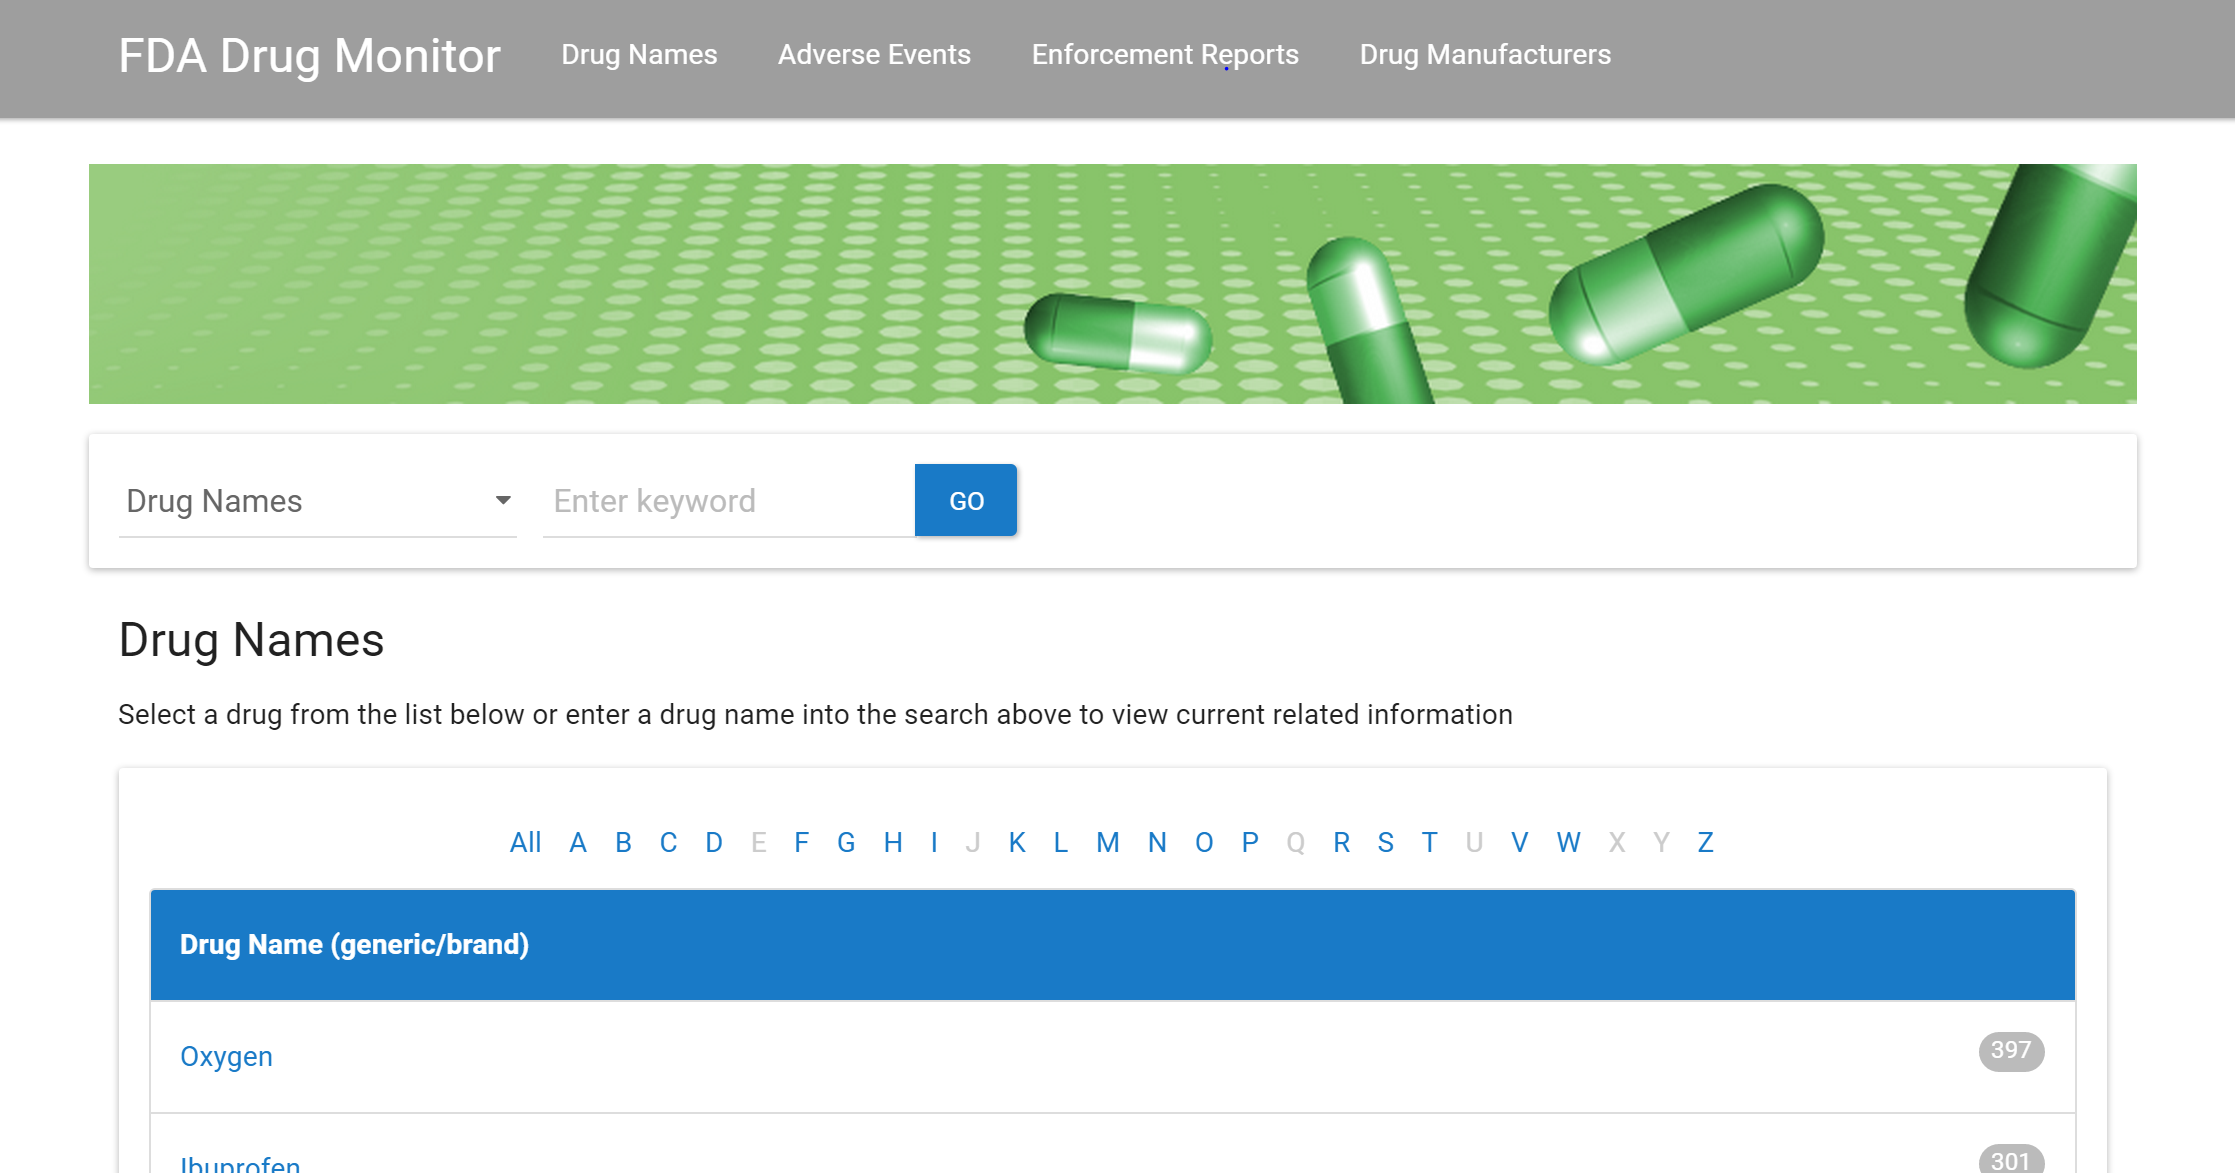 FDA Drug Monitor Drug Names Adverse Events Enforcement Reports Drug Manufacturers
Drug Names Enter keyword GO
Drug Names
Select a drug from the list below or enter a drug name into the search above to view current related information
All A B C D E F G H I J K L M N O P Q R S T U V W X Y Z
Drug Name (generic/brand)
Oxygen 397
Ibuprofen 301